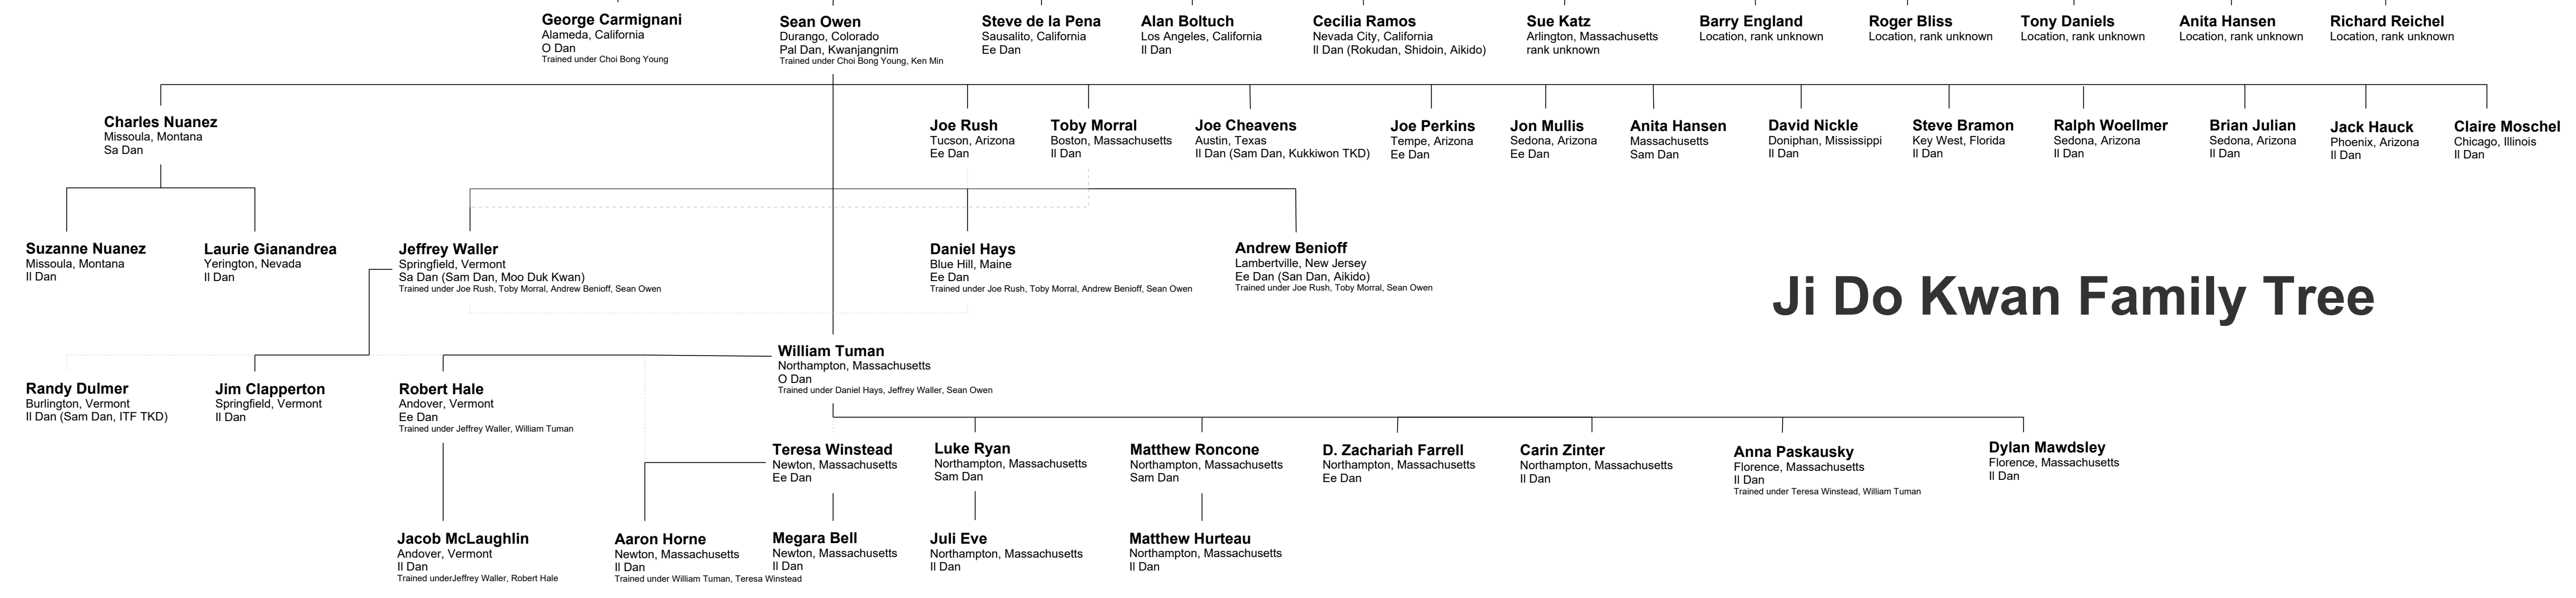 George Carmignani
Alameda, California
O Dan
Trained under Choi Bong Young
Sean Owen
Durango, Colorado
Pal Dan, Kwanjangnim
Trained under Choi Bong Young, Ken Min
Steve de la Pena
Sausalito, California
Ee Dan
Alan Boltuch
Los Angeles, California
Il Dan
Cecilia Ramos
Nevada City, California
Il Dan (Rokudan, Shidoin, Aikido)
Sue Katz
Arlington, Massachusetts
rank unknown
Barry England
Location, rank unknown
Roger Bliss
Location, rank unknown
Tony Daniels
Location, rank unknown
Anita Hansen
Location, rank unknown
Richard Reichel
Location, rank unknown
Charles Nuanez
Missoula, Montana
Sa Dan
Joe Rush
Tucson, Arizona
Ee Dan
Toby Morral
Boston, Massachusetts
Il Dan
Joe Cheavens
Austin, Texas
Il Dan (Sam Dan, Kukkiwon TKD)
Joe Perkins
Tempe, Arizona
Ee Dan
Jon Mullis
Sedona, Arizona
Ee Dan
Anita Hansen
Massachusetts
Sam Dan
David Nickle
Doniphan, Mississippi
Il Dan
Steve Bramon
Key West, Florida
Il Dan
Ralph Woellmer
Sedona, Arizona
Il Dan
Brian Julian
Sedona, Arizona
Il Dan
Jack Hauck
Phoenix, Arizona
Il Dan
Claire Moschel
Chicago, Illinois
Il Dan
Suzanne Nuanez
Missoula, Montana
Il Dan
Laurie Gianandrea
Yerington, Nevada
Il Dan
Jeffrey Waller
Springfield, Vermont
Sa Dan (Sam Dan, Moo Duk Kwan)
Trained under Joe Rush, Toby Morral, Andrew Benioff, Sean Owen
Daniel Hays
Blue Hill, Maine
Ee Dan
Trained under Joe Rush, Toby Morral, Andrew Benioff, Sean Owen
Andrew Benioff
Lambertville, New Jersey
Ee Dan (San Dan, Aikido)
Trained under Joe Rush, Toby Morral, Sean Owen
Ji Do Kwan Family Tree
William Tuman
Northampton, Massachusetts
O Dan
Trained under Daniel Hays, Jeffrey Waller, Sean Owen
Randy Dulmer
Burlington, Vermont
Il Dan (Sam Dan, ITF TKD)
Jim Clapperton
Springfield, Vermont
Il Dan
Robert Hale
Andover, Vermont
Ee Dan
Trained under Jeffrey Waller, William Tuman
Teresa Winstead
Newton, Massachusetts
Ee Dan
Luke Ryan
Northampton, Massachusetts
Sam Dan
Matthew Roncone
Northampton, Massachusetts
Sam Dan
D. Zachariah Farrell
Northampton, Massachusetts
Ee Dan
Carin Zinter
Northampton, Massachusetts
Il Dan
Anna Paskausky
Florence, Massachusetts
Il Dan
Trained under Teresa Winstead, William Tuman
Dylan Mawdsley
Florence, Massachusetts
Il Dan
Jacob McLaughlin
Andover, Vermont
Il Dan
Trained underJeffrey Waller, Robert Hale
Aaron Horne
Newton, Massachusetts
Il Dan
Trained under William Tuman, Teresa Winstead
Megara Bell
Newton, Massachusetts
Il Dan
Juli Eve
Northampton, Massachusetts
Il Dan
Matthew Hurteau
Northampton, Massachusetts
Il Dan